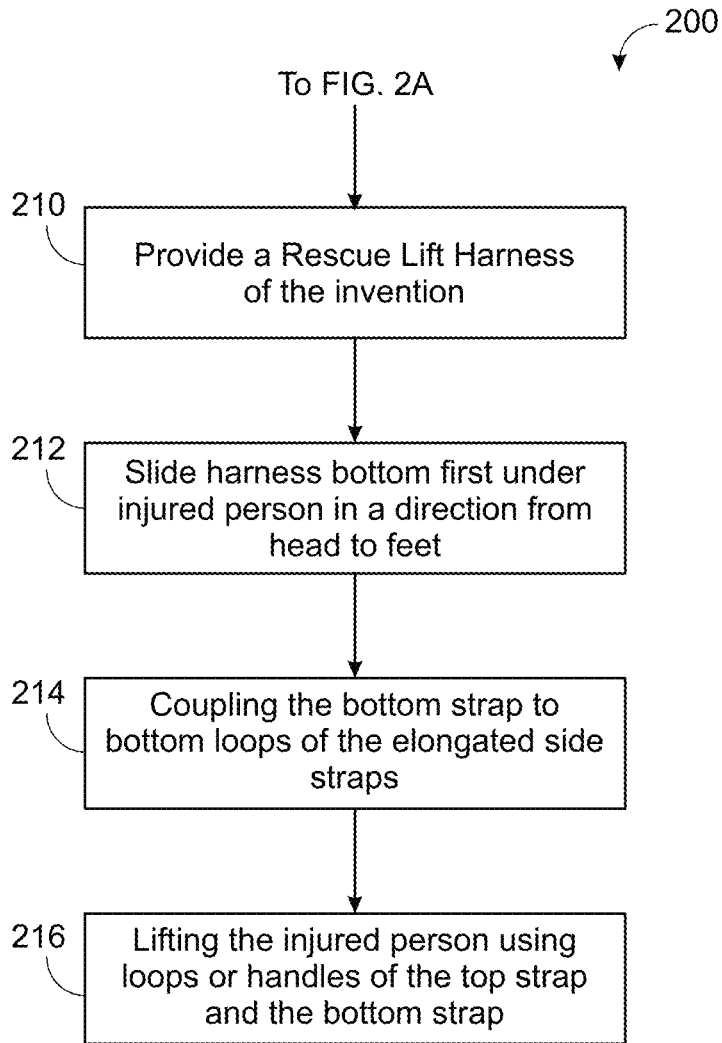 200
To FIG. 2A
210
Provide a Rescue Lift Harness
of the invention
212
Slide harness bottom first under
injured person in a direction from
head to feet
214
Coupling the bottom strap to
bottom loops of the elongated side
straps
216
Lifting the injured person using
loops or handles of the top strap
and the bottom strap